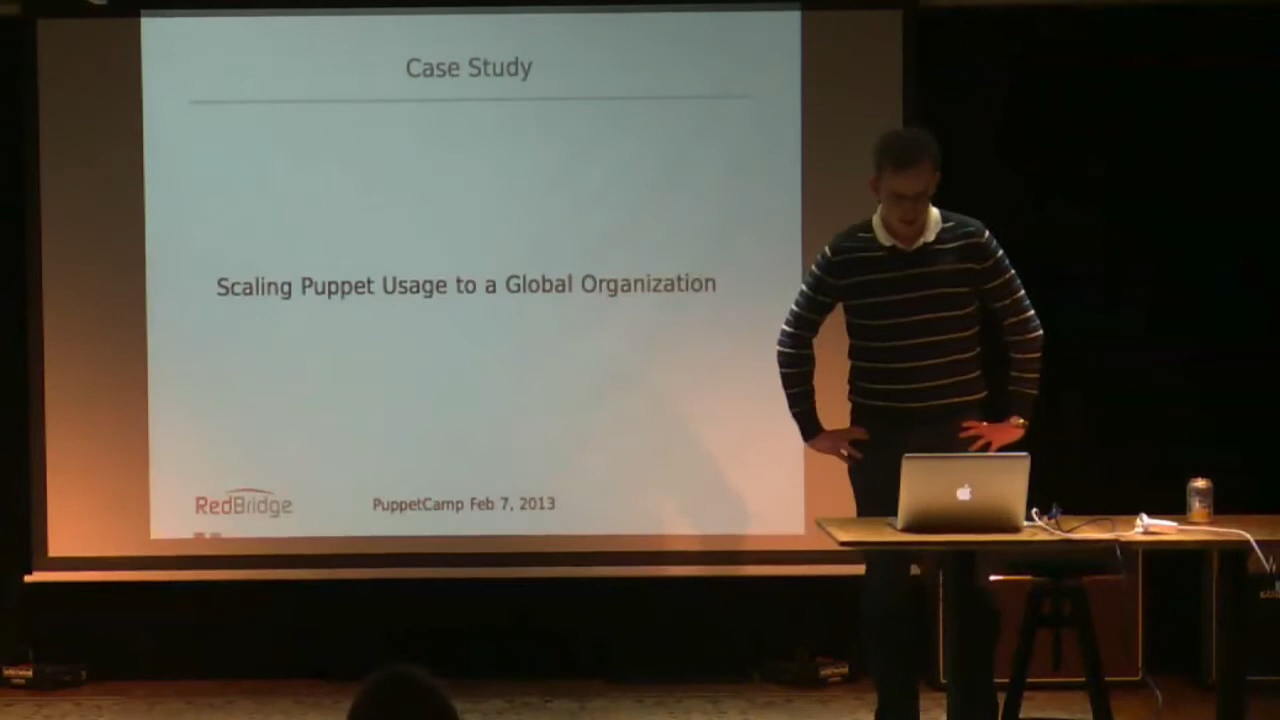 Case Study
Scaling Puppet Usage to a Global Organization
RedBridge
PuppetCamp Feb 7, 2013